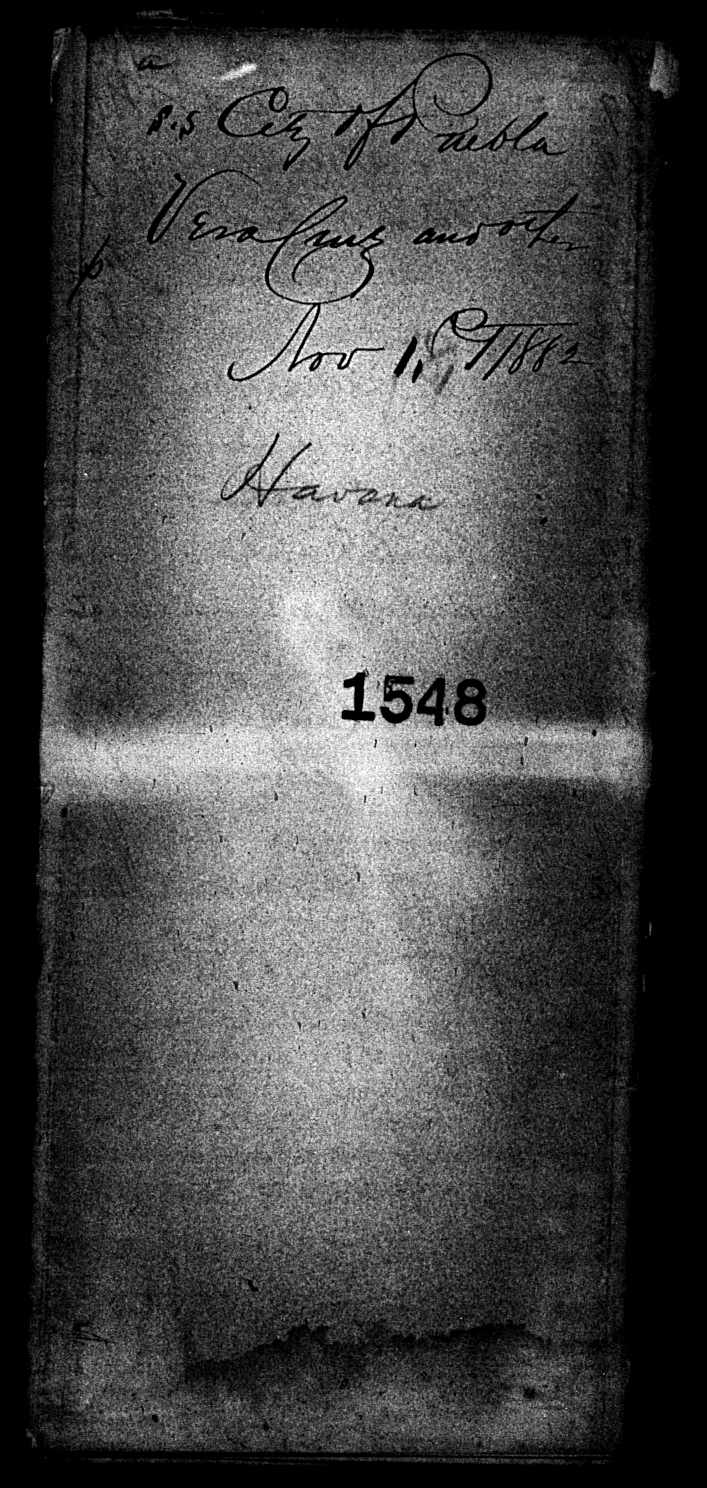 S.S City of Puebla
Vera Cruz and other
Nov 1, 1882
Havana
1548